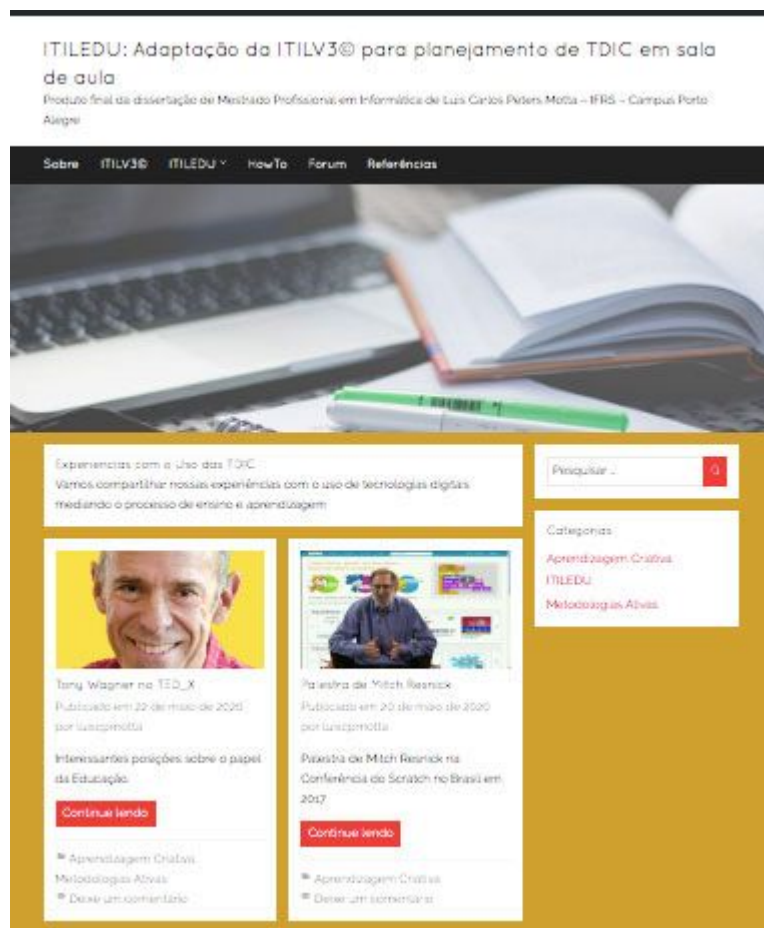 ITILEDU: Adaptação da ITILV3© para planejamento de TDIC em sala
de aula
Produto final da dissertação de Mestrado Profissional em Informática de Luis Carlos Peters Motta – IFRS – Campus Porto
Alegre
Sobre ITILV3© ITILEDU HowTo Forum Referências
Experiencias com o Uso das TDIC
Vamos compartilhar nossas experiências com o uso de tecnologias digitais
mediando o processo de ensino e aprendizagem
Pesquisar …
Categorias
Aprendizagem Criativa
ITILEDU
Metodologias Ativas
Tony Wagner no TED_X
Publicado em 22 de maio de 2020
por luiscpmotta
Interessantes posições sobre o papel
da Educação.
Continue lendo
Aprendizagem Criativa,
Metodologias Ativas
Deixe um comentário
Palestra de Mitch Resnick
Publicado em 20 de maio de 2020
por luiscpmotta
Palestra de Mitch Resnick na
Conferência do Scratch no Brasil em
2017
Continue lendo
Aprendizagem Criativa
Deixe um comentário